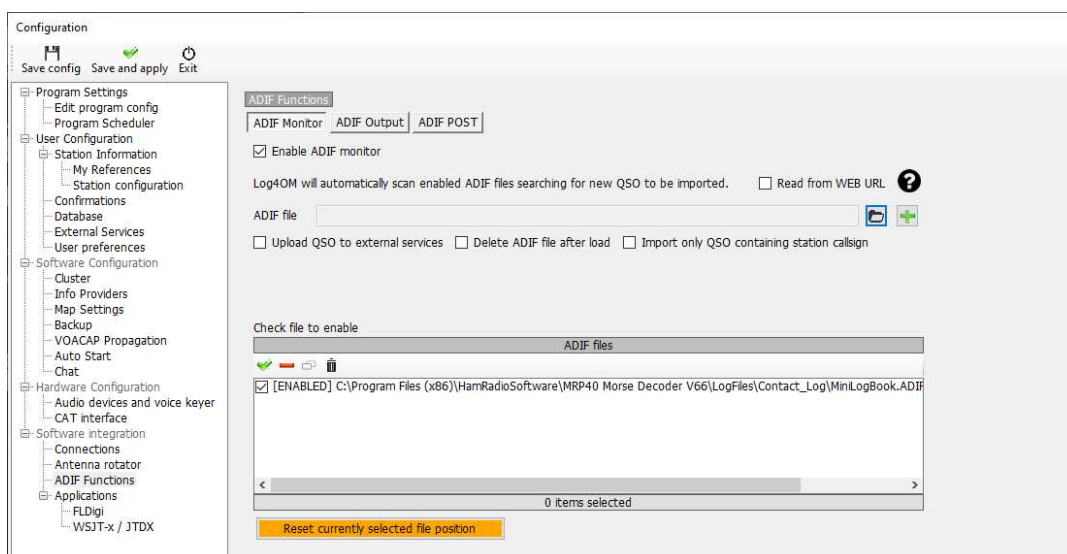 Configuration
Save config Save and apply Exit
Program Settings
Edit program config
Program Scheduler
User Configuration
Station Information
My References
Station configuration
Confirmations
Database
External Services
User preferences
Software Configuration
Cluster
Info Providers
Map Settings
Backup
VOACAP Propagation
Auto Start
Chat
Hardware Configuration
Audio devices and voice keyer
CAT interface
Software integration
Connections
Antenna rotator
ADIF Functions
Applications
FLDigi
WSJT-x / JTDX
ADIF Functions
ADIF Monitor ADIF Output ADIF POST
Enable ADIF monitor
Log4OM will automatically scan enabled ADIF files searching for new QSO to be imported. Read from WEB URL ?
ADIF file
Upload QSO to external services Delete ADIF file after load Import only QSO containing station callsign
Check file to enable
ADIF files
[ENABLED] C:\Program Files (x86)\HamRadioSoftware\MRP40 Morse Decoder V66\LogFiles\Contact_Log\MiniLogBook.ADIF
0 items selected
Reset currently selected file position